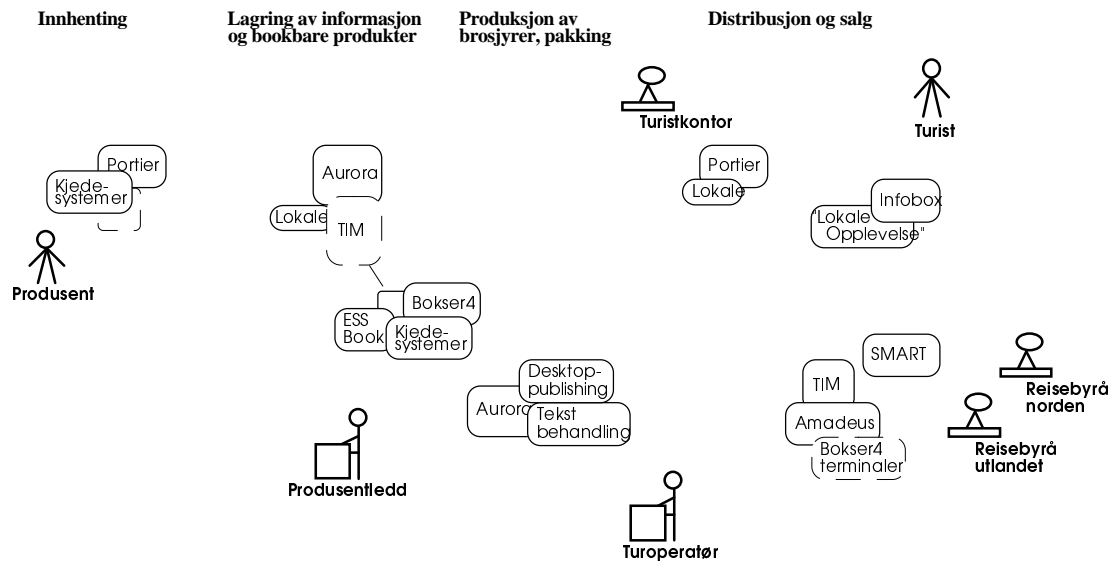 Innhenting
Lagring av informasjon
og bookbare produkter
Produksjon av
brosjyrer, pakking
Distribusjon og salg
Turistkontor
Turist
Portier
Kjede-
systemer
Produsent
Aurora
Lokale
TIM
Bokser4
ESS
Book
Kjede-
systemer
Portier
Lokale
Infobox
"Lokale
Opplevelse"
Desktop-
publishing
Aurora
Tekst
behandling
SMART
TIM
Amadeus
Bokser4
terminaler
Reisebyrå
norden
Reisebyrå
utlandet
Produsentledd
Turoperatør